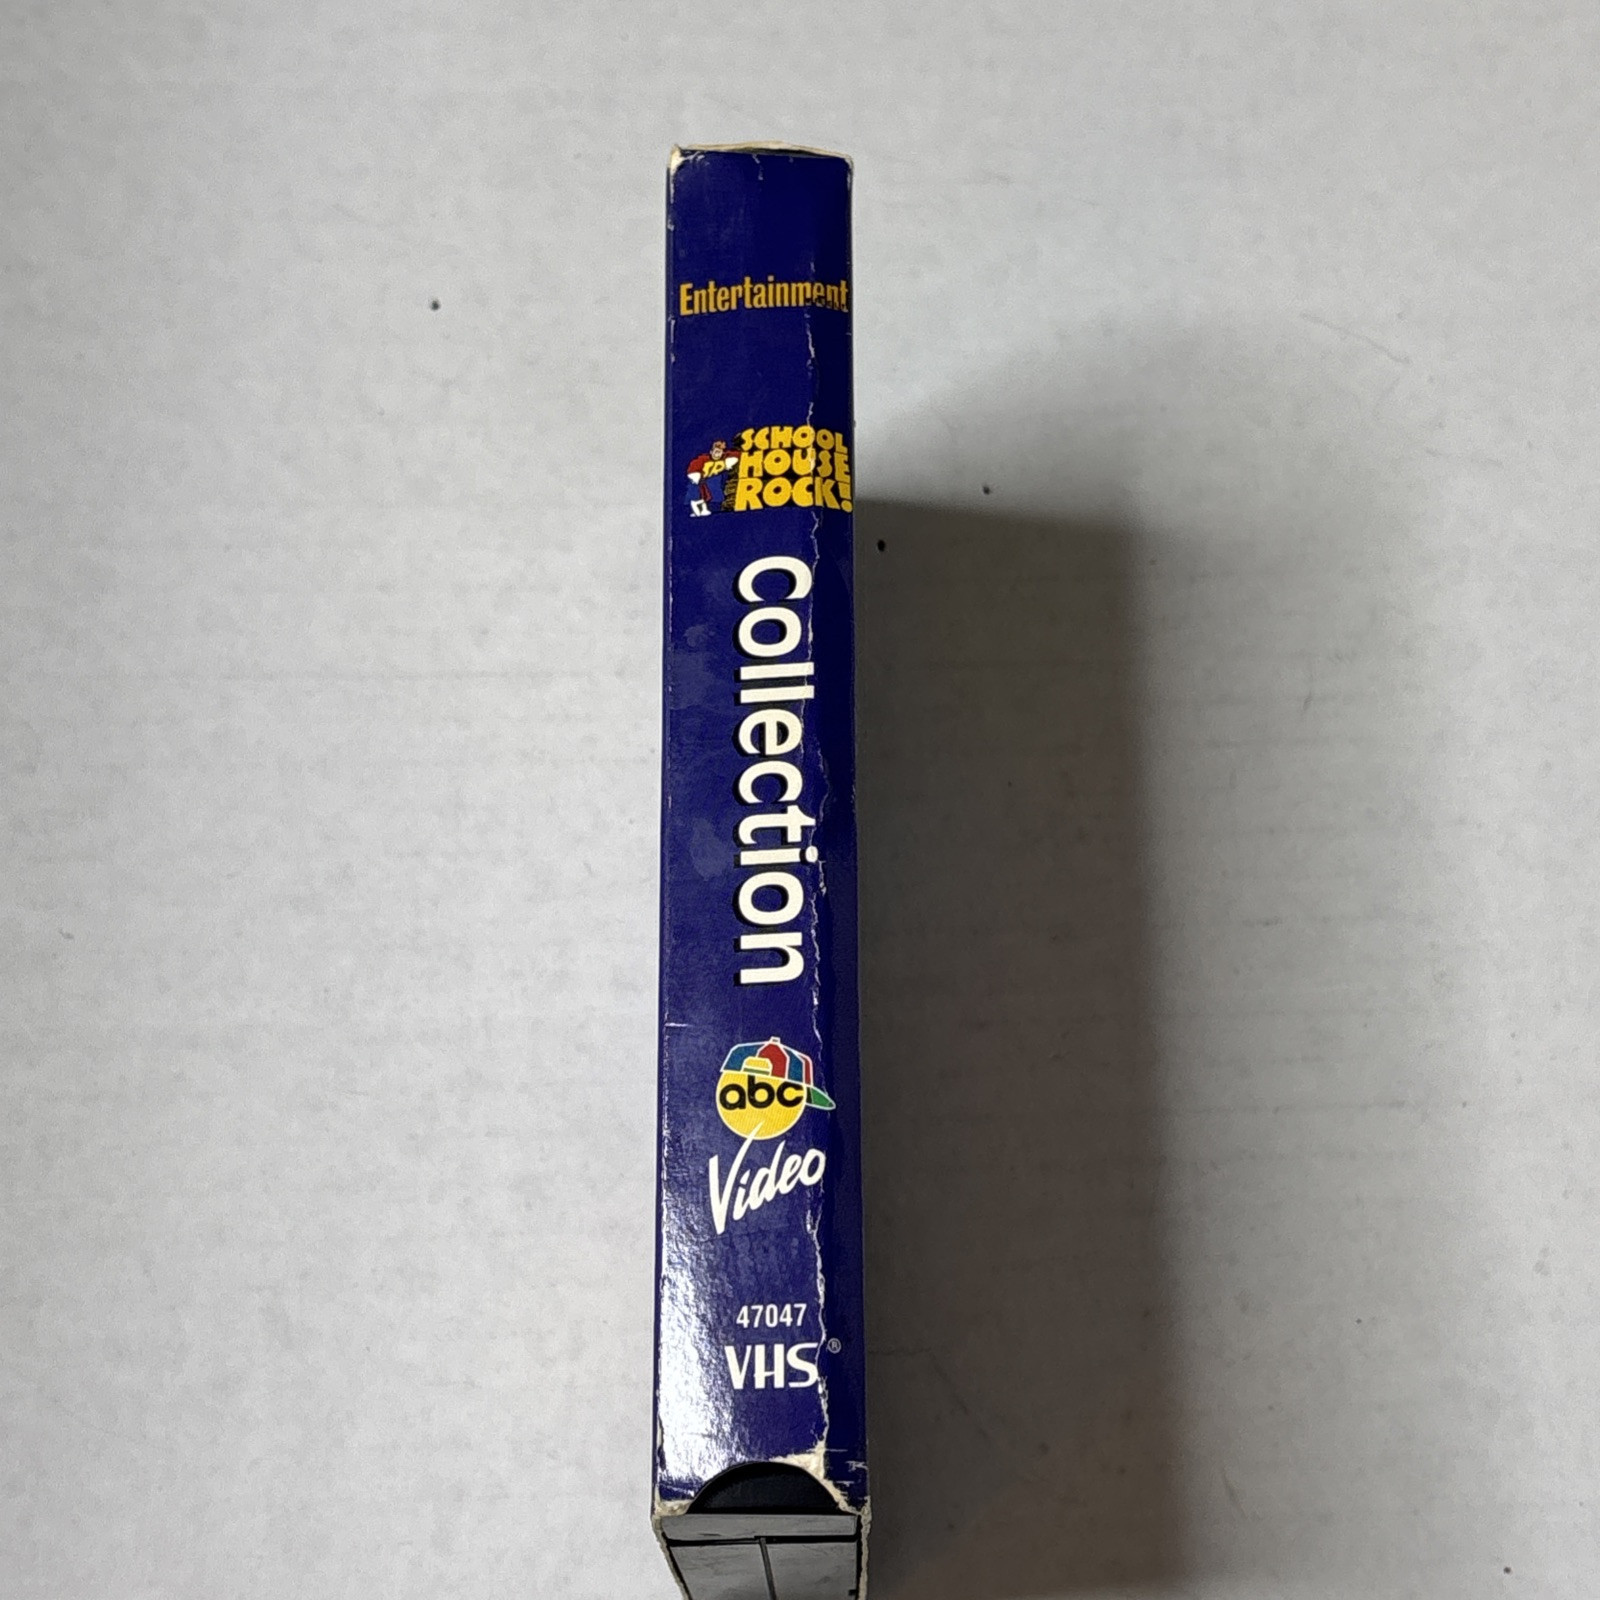 Entertainment
SCHOOL
HOUSE
ROCK!
collection
abc
Video
47047
VHS®